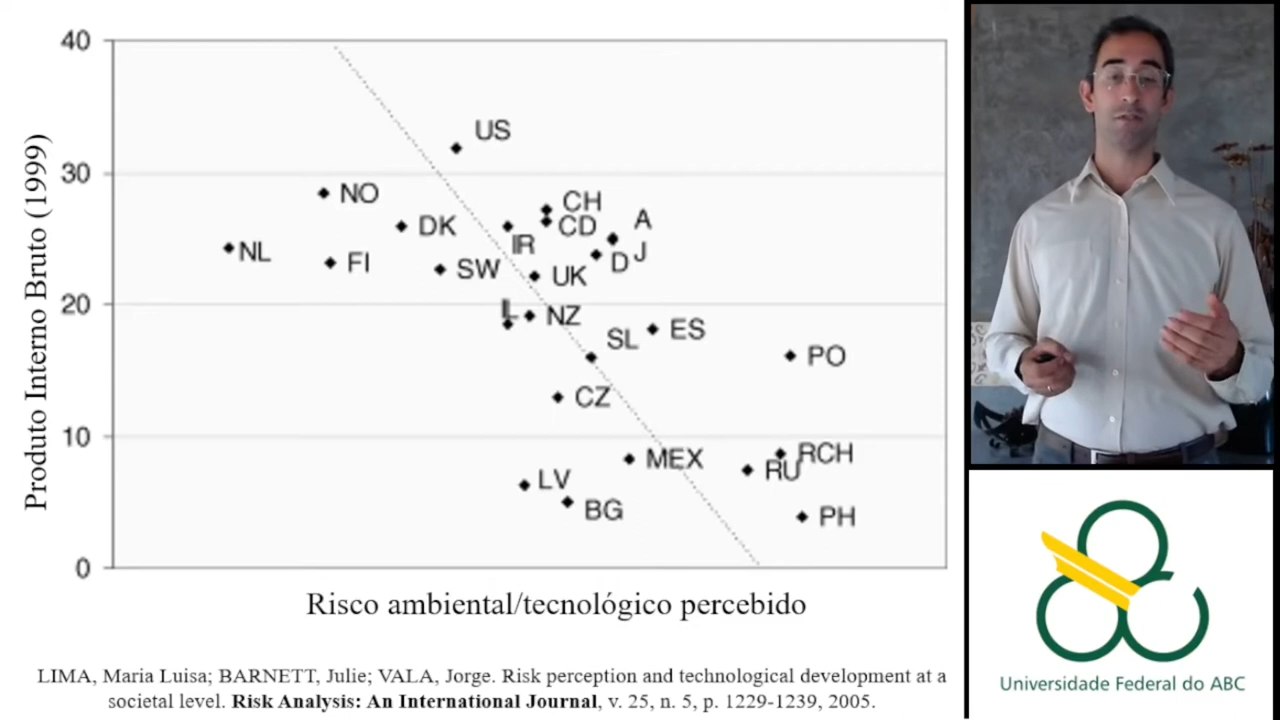 Produto Interno Bruto (1999)
40
30
20
10
0
US
NO
CH
DK
CD
A
IR
NL
FI
SW
UK
D
J
L
NZ
SL
ES
PO
CZ
MEX
RCH
RU
LV
BG
PH
Risco ambiental/tecnológico percebido
LIMA, Maria Luisa; BARNETT, Julie; VALA, Jorge. Risk perception and technological development at a
societal level. Risk Analysis: An International Journal, v. 25, n. 5, p. 1229-1239, 2005.
Universidade Federal do ABC